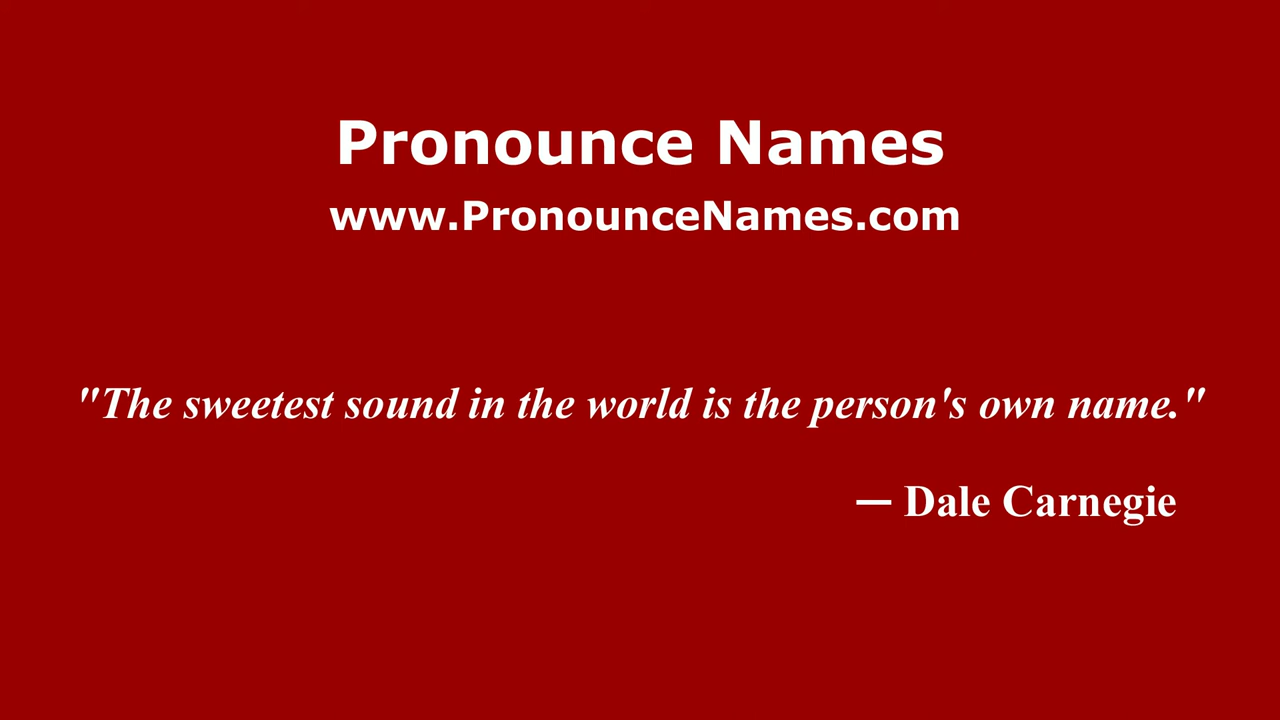 Pronounce Names
www.PronounceNames.com
"The sweetest sound in the world is the person's own name."
— Dale Carnegie